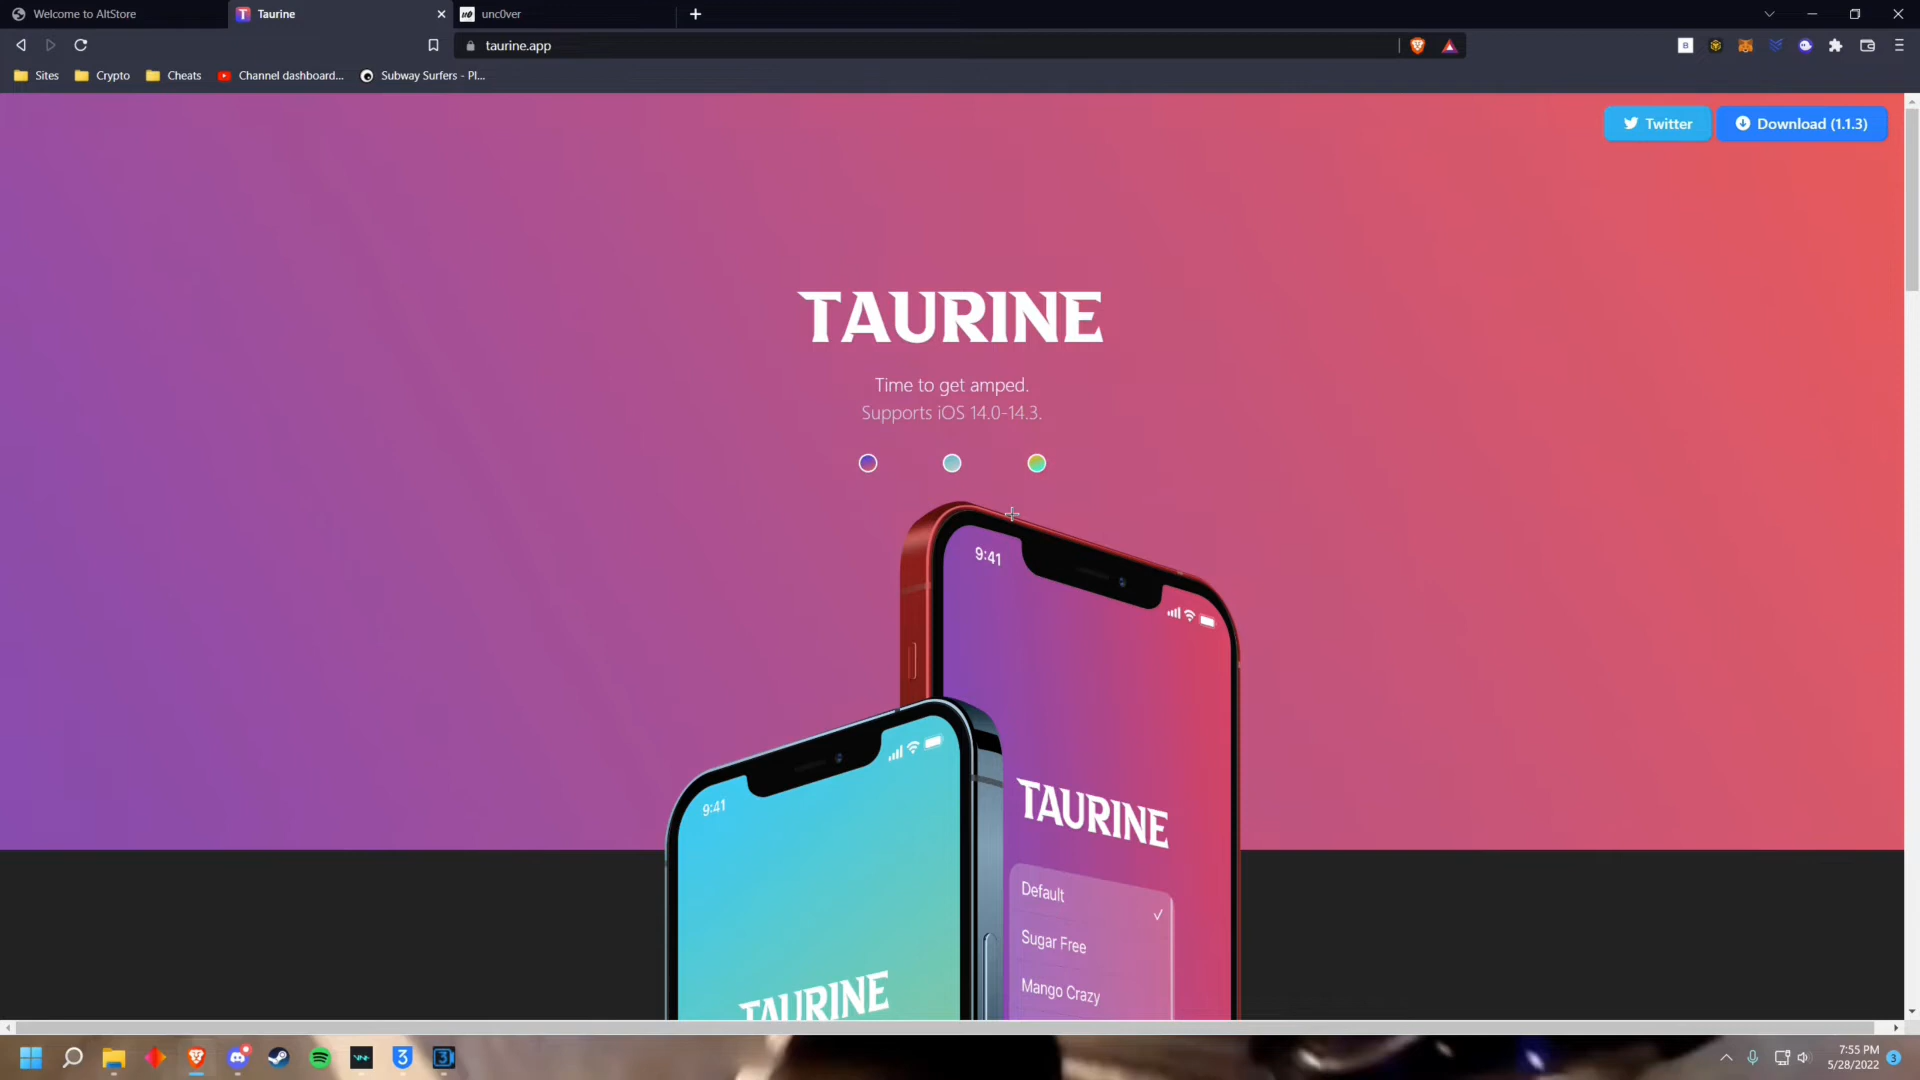 Welcome to AltStore
Taurine
unc0ver
taurine.app
Sites
Crypto
Cheats
Channel dashboard...
Subway Surfers - Pl...
Twitter
Download (1.1.3)
TAURINE
Time to get amped.
Supports iOS 14.0-14.3.
9:41
9:41
TAURINE
Default
Sugar Free
Mango Crazy
TAURINE
7:55 PM
5/28/2022
3